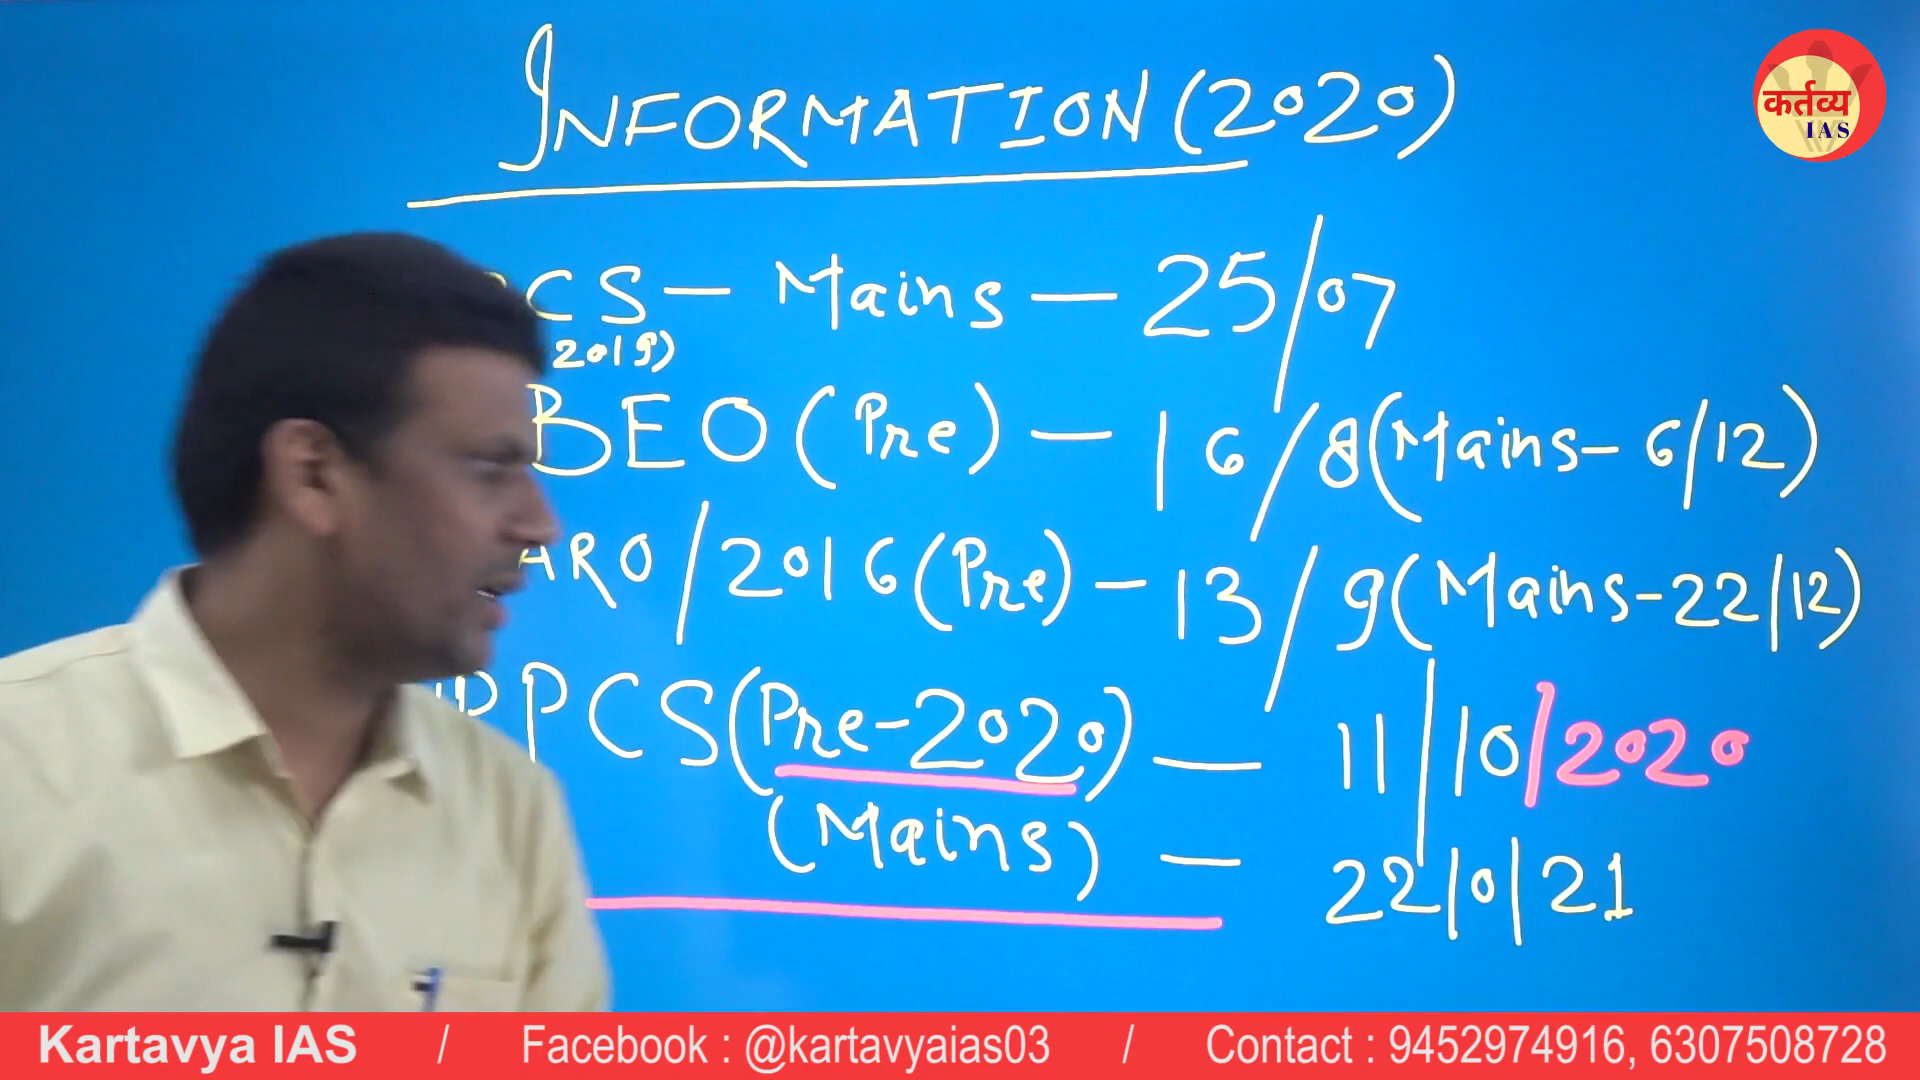 INFORMATION (2020)
कर्तव्य
IAS
PCS - Mains - 25/07
2019)
BEO (Pre) - 16/8 (Mains - 6/12)
ARO/2016 (Pre) - 13/9 (Mains - 22/12)
PPCS (Pre - 2020) - 11/10/2020
(Mains) - 22/0/21
Kartavya IAS / Facebook : @kartavyaias03 / Contact : 9452974916, 6307508728